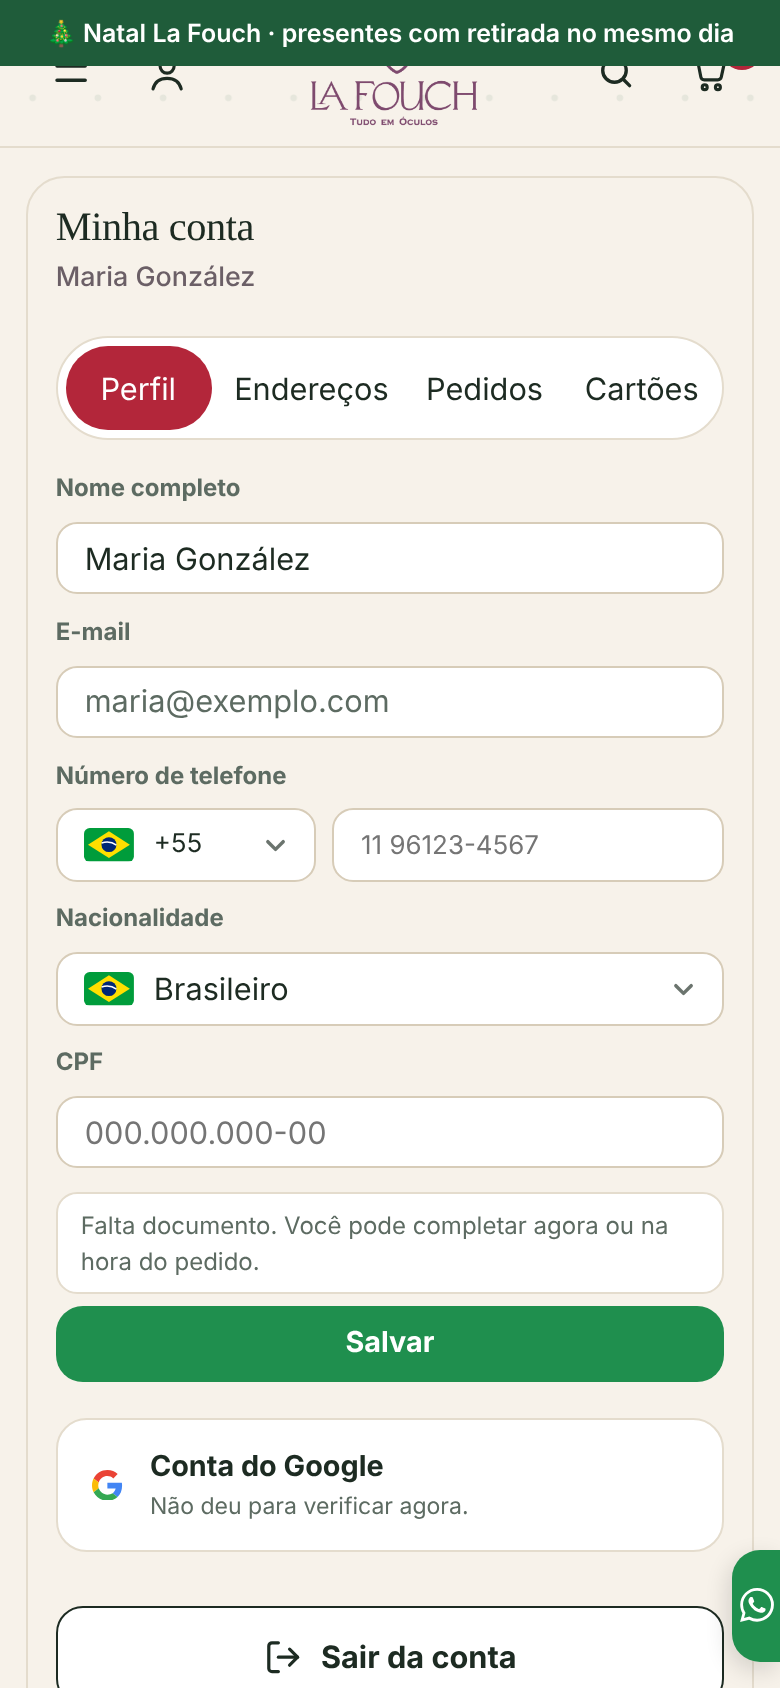 🎄 Natal La Fouch · presentes com retirada no mesmo dia
LA FOUCH
TUDO EM ÓCULOS
Minha conta
Maria González
Perfil
Endereços
Pedidos
Cartões
Nome completo
Maria González
E-mail
maria@exemplo.com
Número de telefone
+55
11 96123-4567
Nacionalidade
Brasileiro
CPF
000.000.000-00
Falta documento. Você pode completar agora ou na
hora do pedido.
Salvar
Conta do Google
Não deu para verificar agora.
Sair da conta